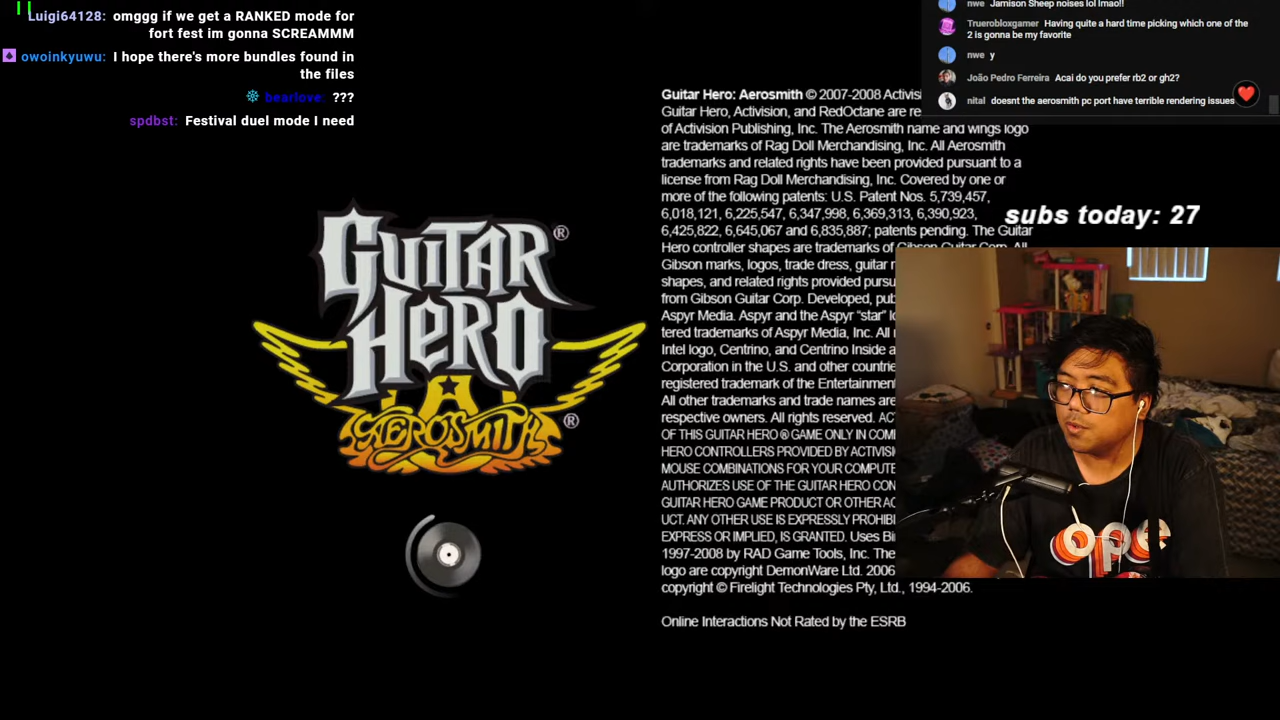 Luigi64128: omggg if we get a RANKED mode for
fort fest im gonna SCREAMMM
owoinkyuwu: I hope there's more bundles found in
the files
bearlove: ???
spdbst: Festival duel mode I need
nwe Jamison Sheep noises lol lmao!!
Truerobloxgamer Having quite a hard time picking which one of the
2 is gonna be my favorite
nwe y
João Pedro Ferreira Acai do you prefer rb2 or gh2?
nital doesnt the aerosmith pc port have terrible rendering issues
subs today: 27
GUITAR
HERO
AEROSMITH
®
®
Guitar Hero: Aerosmith © 2007-2008
Guitar Hero, Activision, and RedOctane are
of Activision Publishing, Inc. The Aerosmith name and wings logo
are trademarks of Rag Doll Merchandising, Inc. All Aerosmith
trademarks and related rights have been provided pursuant to a
license from Rag Doll Merchandising, Inc. Covered by one or
more of the following patents: U.S. Patent Nos. 5,739,457,
6,018,121, 6,225,547, 6,347,998, 6,369,313, 6,390,923,
6,425,822, 6,645,067 and 6,835,887; patents pending. The Guitar
Hero controller shapes are trademarks of Gibson Guitar Corp. All
Gibson marks, logos, trade dress, guitar
shapes, and related rights provided
from Gibson Guitar Corp. Developed,
Aspyr Media. Aspyr and the Aspyr "star"
tered trademarks of Aspyr Media, Inc. All
Intel logo, Centrino, and Centrino Inside
Corporation in the U.S. and other
registered trademark of the
All other trademarks and trade names are
respective owners. All rights reserved.
OF THIS GUITAR HERO ® GAME ONLY IN
HERO CONTROLLERS PROVIDED BY
MOUSE COMBINATIONS FOR YOUR
AUTHORIZES USE OF THE GUITAR HERO
GUITAR HERO GAME PRODUCT OR OTHER
UCT. ANY OTHER USE IS EXPRESSLY
EXPRESS OR IMPLIED, IS GRANTED. Uses
1997-2008 by RAD Game Tools, Inc. The
logo are copyright DemonWare Ltd. 2006
copyright © Firelight Technologies Pty, Ltd., 1994-2006.
Online Interactions Not Rated by the ESRB
ope